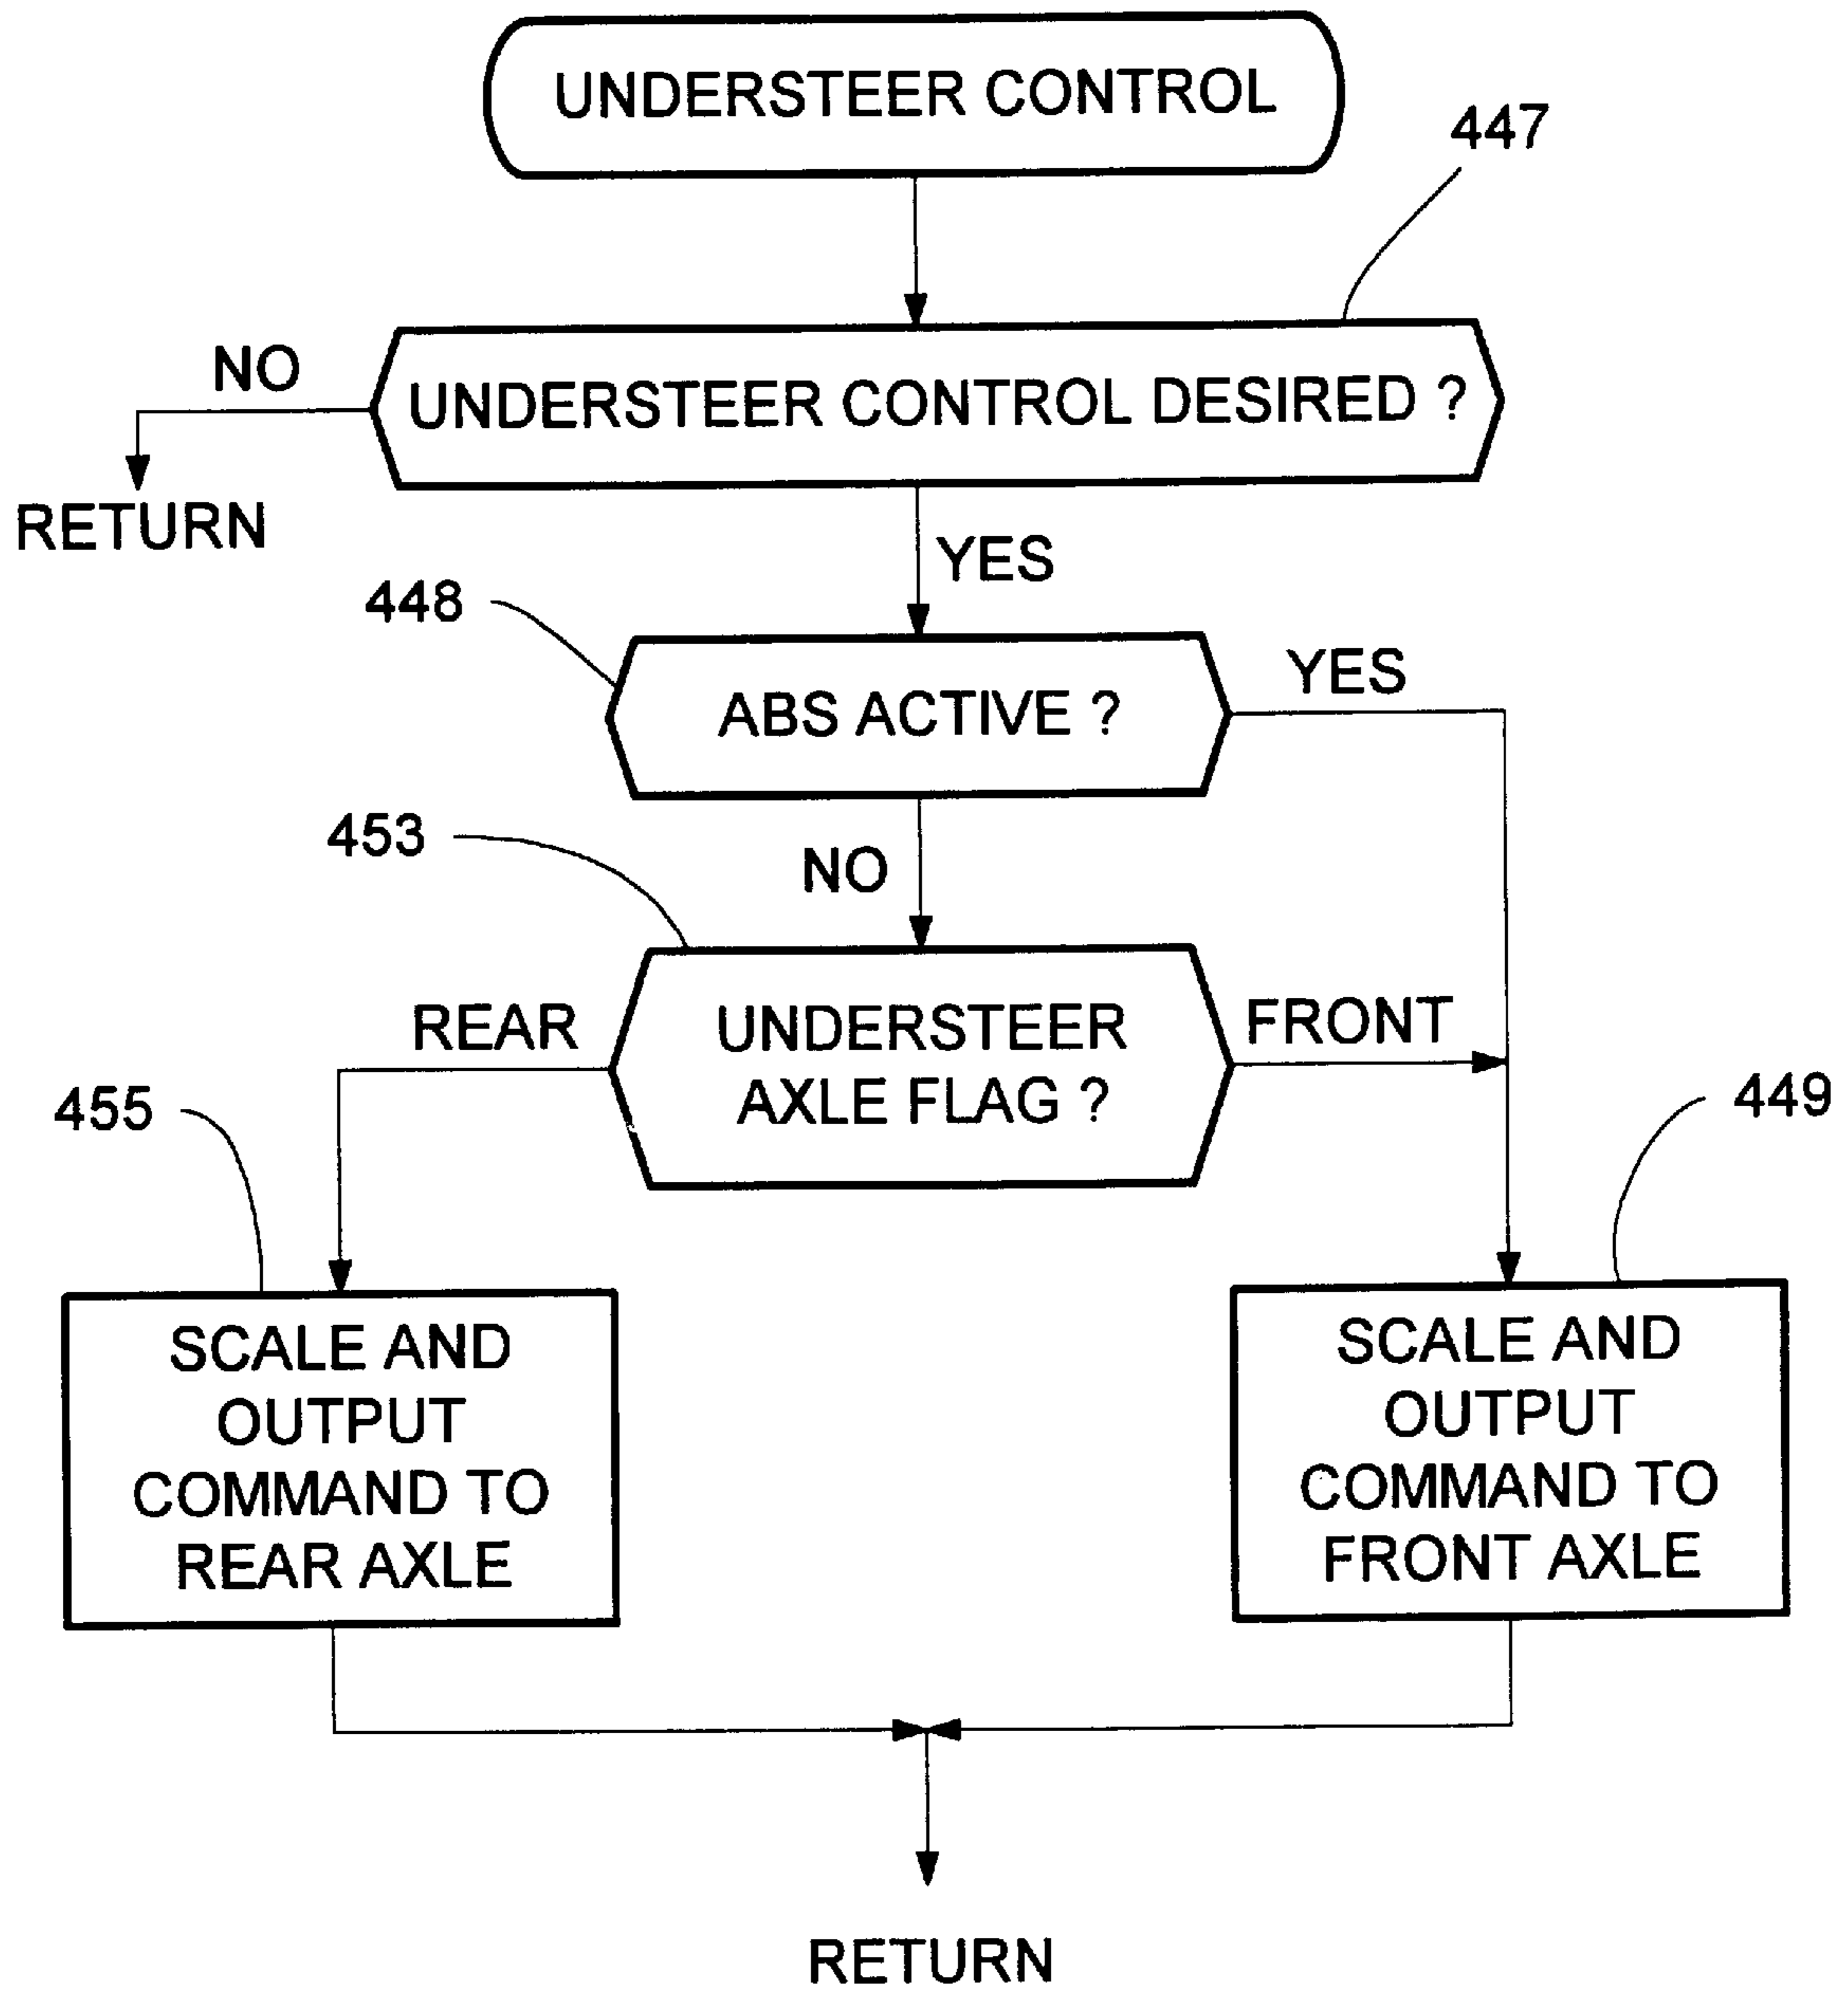 UNDERSTEER CONTROL
447
NO
UNDERSTEER CONTROL DESIRED ?
RETURN
YES
448
YES
ABS ACTIVE ?
453
NO
REAR
UNDERSTEER
AXLE FLAG ?
FRONT
455
449
SCALE AND
OUTPUT
COMMAND TO
REAR AXLE
SCALE AND
OUTPUT
COMMAND TO
FRONT AXLE
RETURN